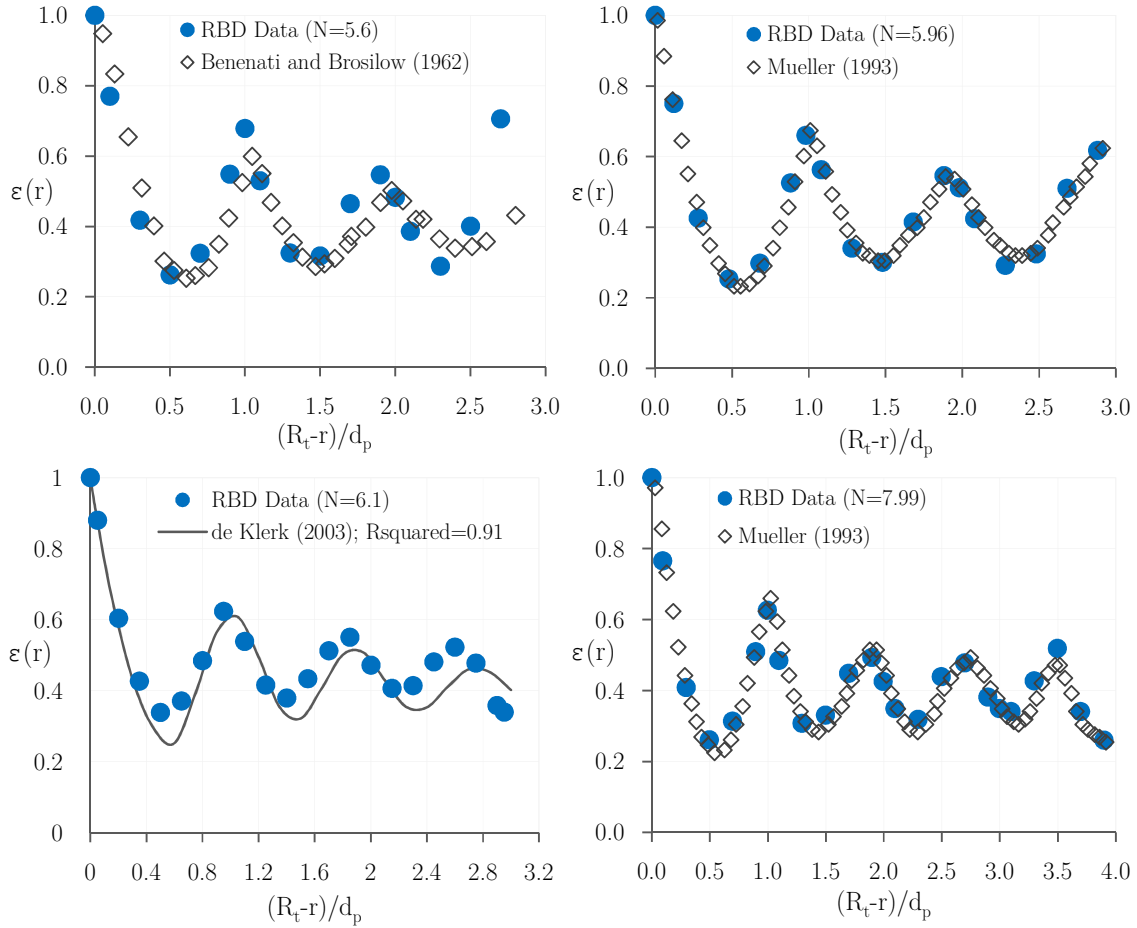 RBD Data (N=5.6)
Benenati and Brosilow (1962)
1.0
0.8
0.6
ε(r)
0.4
0.2
0.0
0.0 0.5 1.0 1.5 2.0 2.5 3.0
(Rt-r)/dp
RBD Data (N=5.96)
Mueller (1993)
1.0
0.8
0.6
ε(r)
0.4
0.2
0.0
0.0 0.5 1.0 1.5 2.0 2.5 3.0
(Rt-r)/dp
RBD Data (N=6.1)
de Klerk (2003); Rsquared=0.91
1
0.8
0.6
ε(r)
0.4
0.2
0
0 0.4 0.8 1.2 1.6 2 2.4 2.8 3.2
(Rt-r)/dp
RBD Data (N=7.99)
Mueller (1993)
1.0
0.8
0.6
ε(r)
0.4
0.2
0.0
0.0 0.5 1.0 1.5 2.0 2.5 3.0 3.5 4.0
(Rt-r)/dp